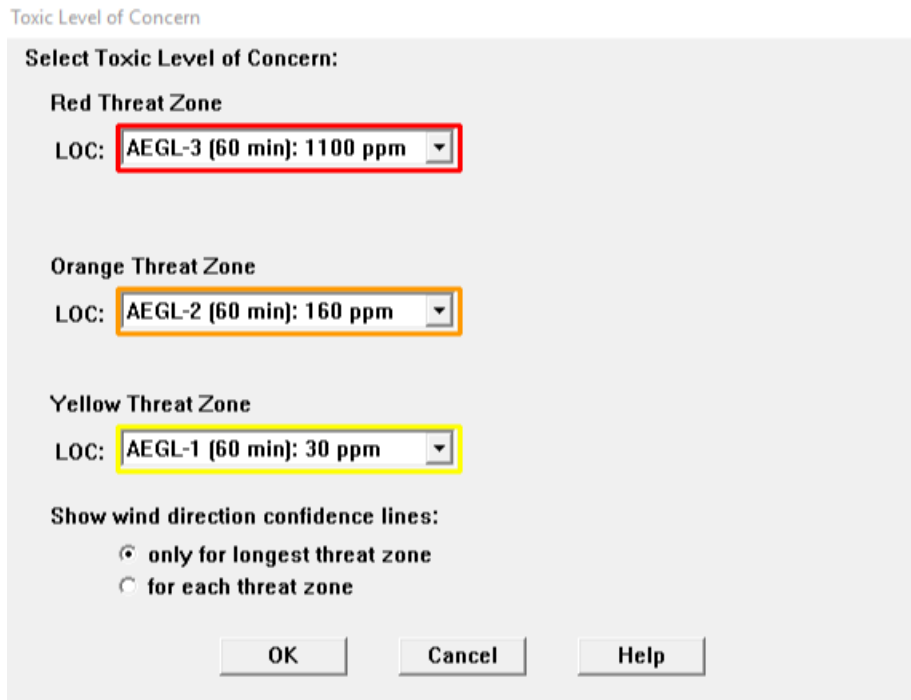 Toxic Level of Concern
Select Toxic Level of Concern:
Red Threat Zone
LOC: AEGL-3 (60 min): 1100 ppm
Orange Threat Zone
LOC: AEGL-2 (60 min): 160 ppm
Yellow Threat Zone
LOC: AEGL-1 (60 min): 30 ppm
Show wind direction confidence lines:
only for longest threat zone
for each threat zone
OK Cancel Help